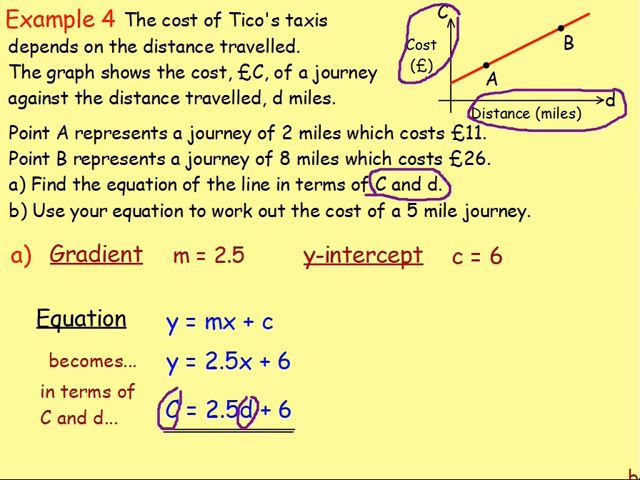 Example 4 The cost of Tico's taxis
depends on the distance travelled.
The graph shows the cost, £C, of a journey
against the distance travelled, d miles.
C
Cost
(£)
A
B
d
Distance (miles)
Point A represents a journey of 2 miles which costs £11.
Point B represents a journey of 8 miles which costs £26.
a) Find the equation of the line in terms of C and d.
b) Use your equation to work out the cost of a 5 mile journey.
a) Gradient m = 2.5 y-intercept c = 6
Equation y = mx + c
becomes... y = 2.5x + 6
in terms of
C and d... C = 2.5d + 6